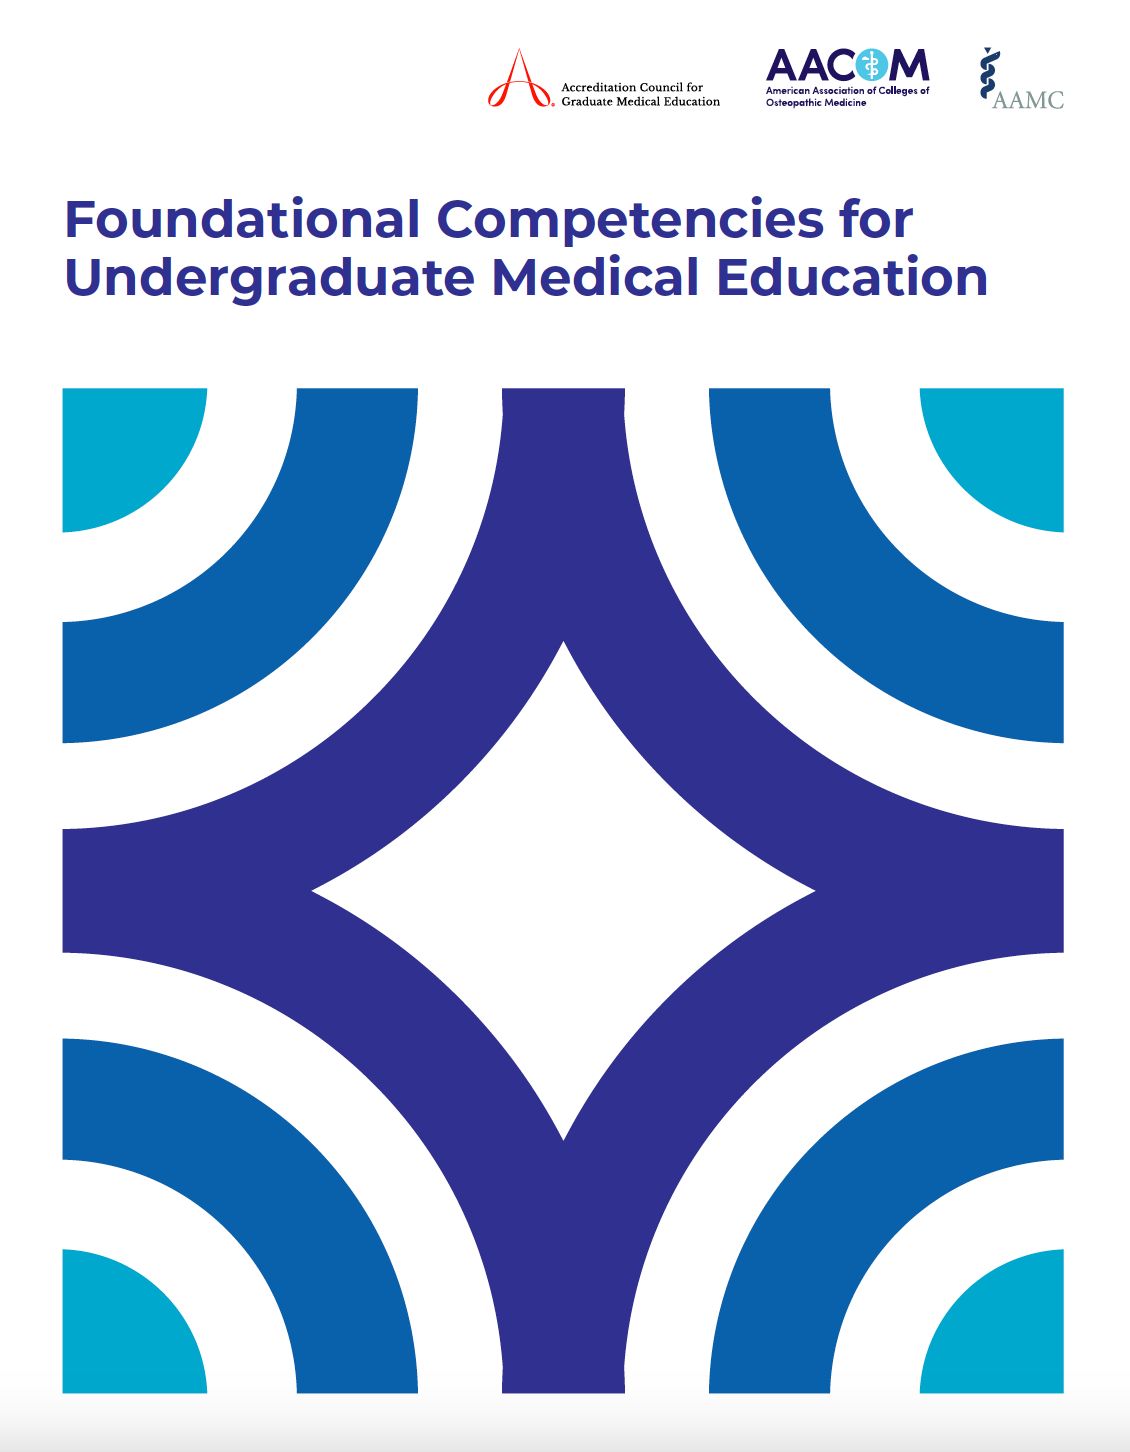 Accreditation Council for
Graduate Medical Education
AACOM
American Association of Colleges of
Osteopathic Medicine
AAMC
Foundational Competencies for
Undergraduate Medical Education